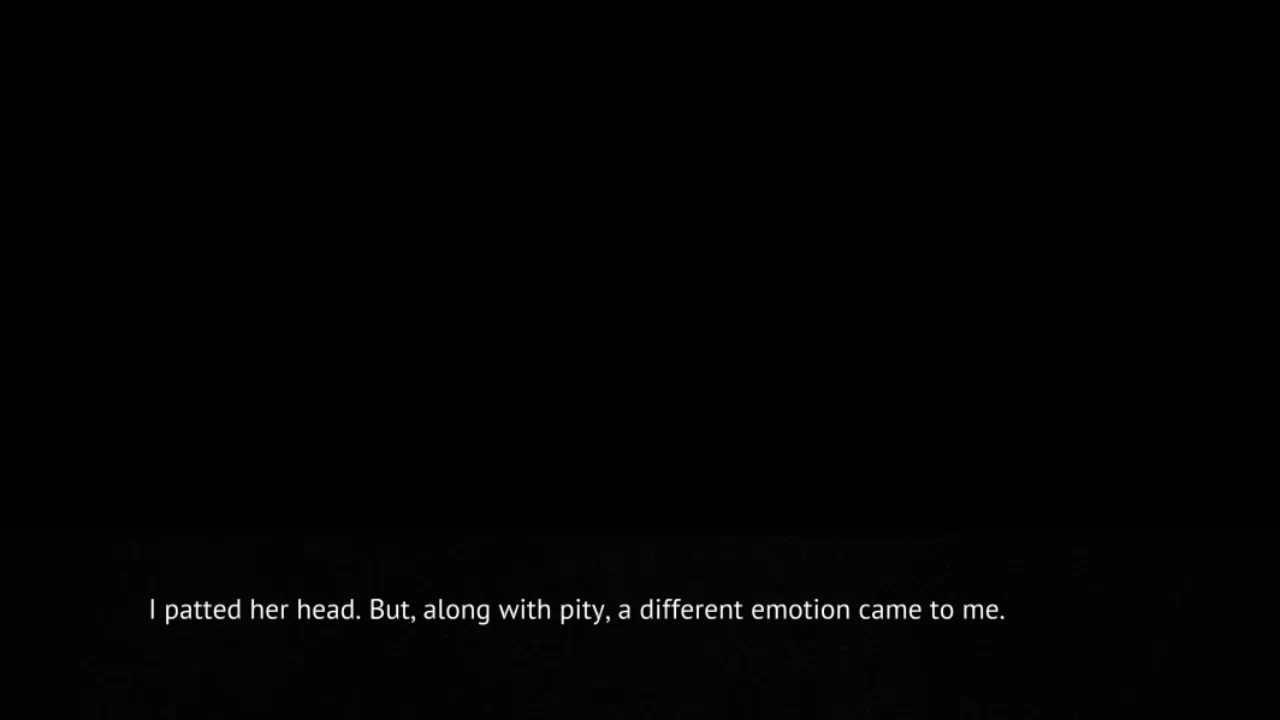 I patted her head. But, along with pity, a different emotion came to me.